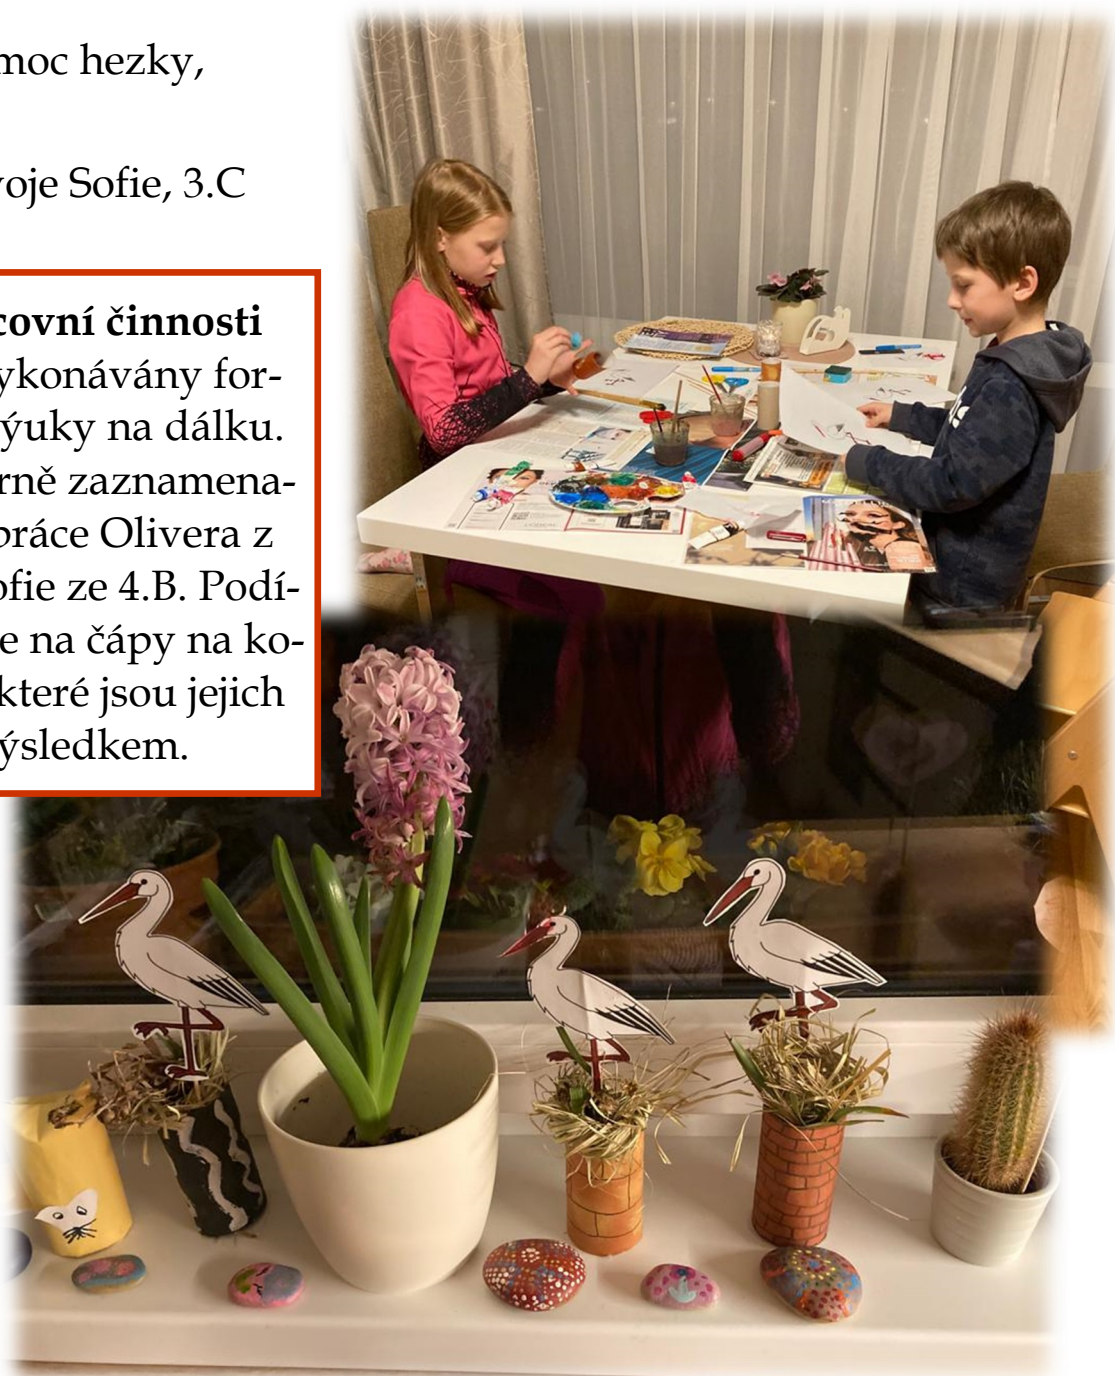 moc hezky,
voje Sofie, 3.C
covní činnosti
ykonávány for-
ýuky na dálku.
rně zaznamena-
práce Olivera z
ofie ze 4.B. Podí-
e na čápy na ko-
které jsou jejich
ýsledkem.